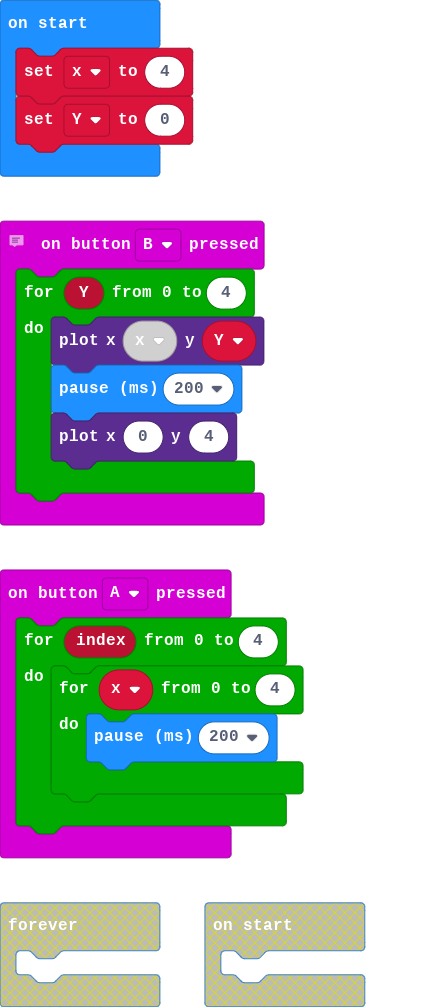 on start
set x to 4
set Y to 0
on button B pressed
for Y from 0 to 4
do
plot x x y Y
pause (ms) 200
plot x 0 y 4
on button A pressed
for index from 0 to 4
do
for x from 0 to 4
do
pause (ms) 200
forever
on start